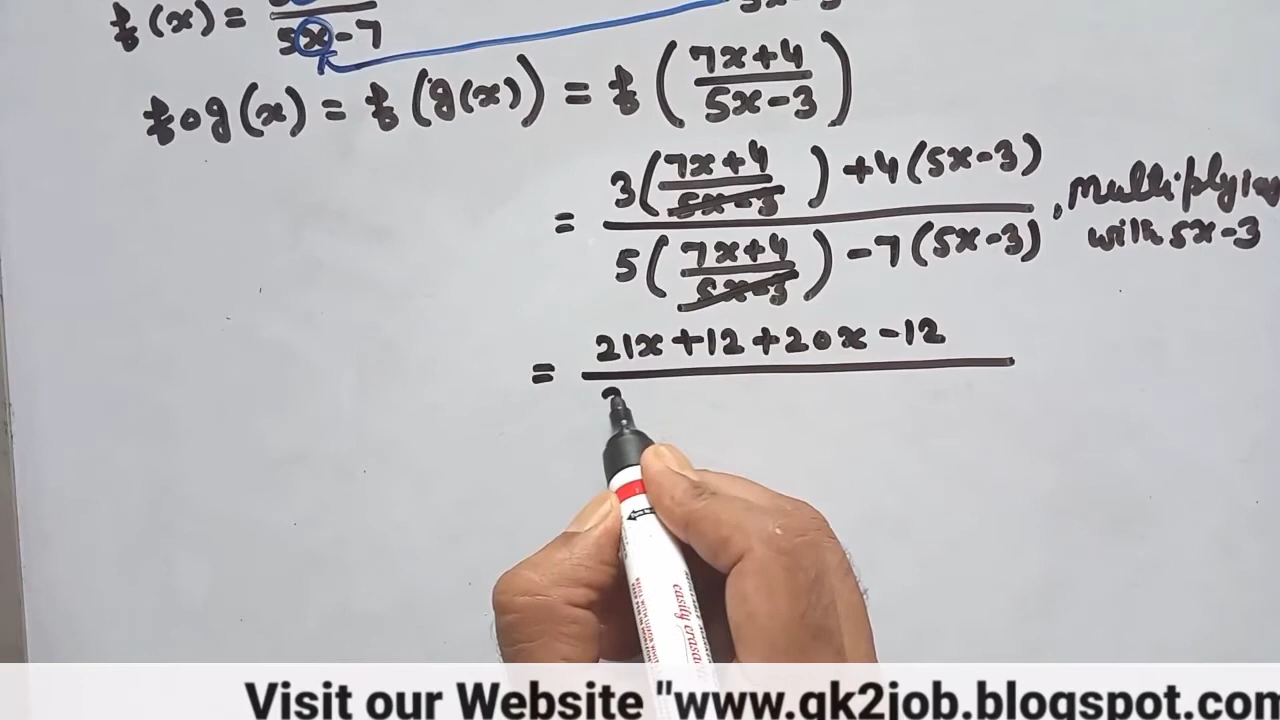 f(x) = 5x-7
fog(x) = f(g(x)) = f((7x+4)/(5x-3))
= (3((7x+4)/(5x-3)) +4(5x-3))/(5((7x+4)/(5x-3)) -7(5x-3)), Multiplying
with 5x-3
= 21x+12+20x-12
Visit our Website "www.gk2job.blogspot.com